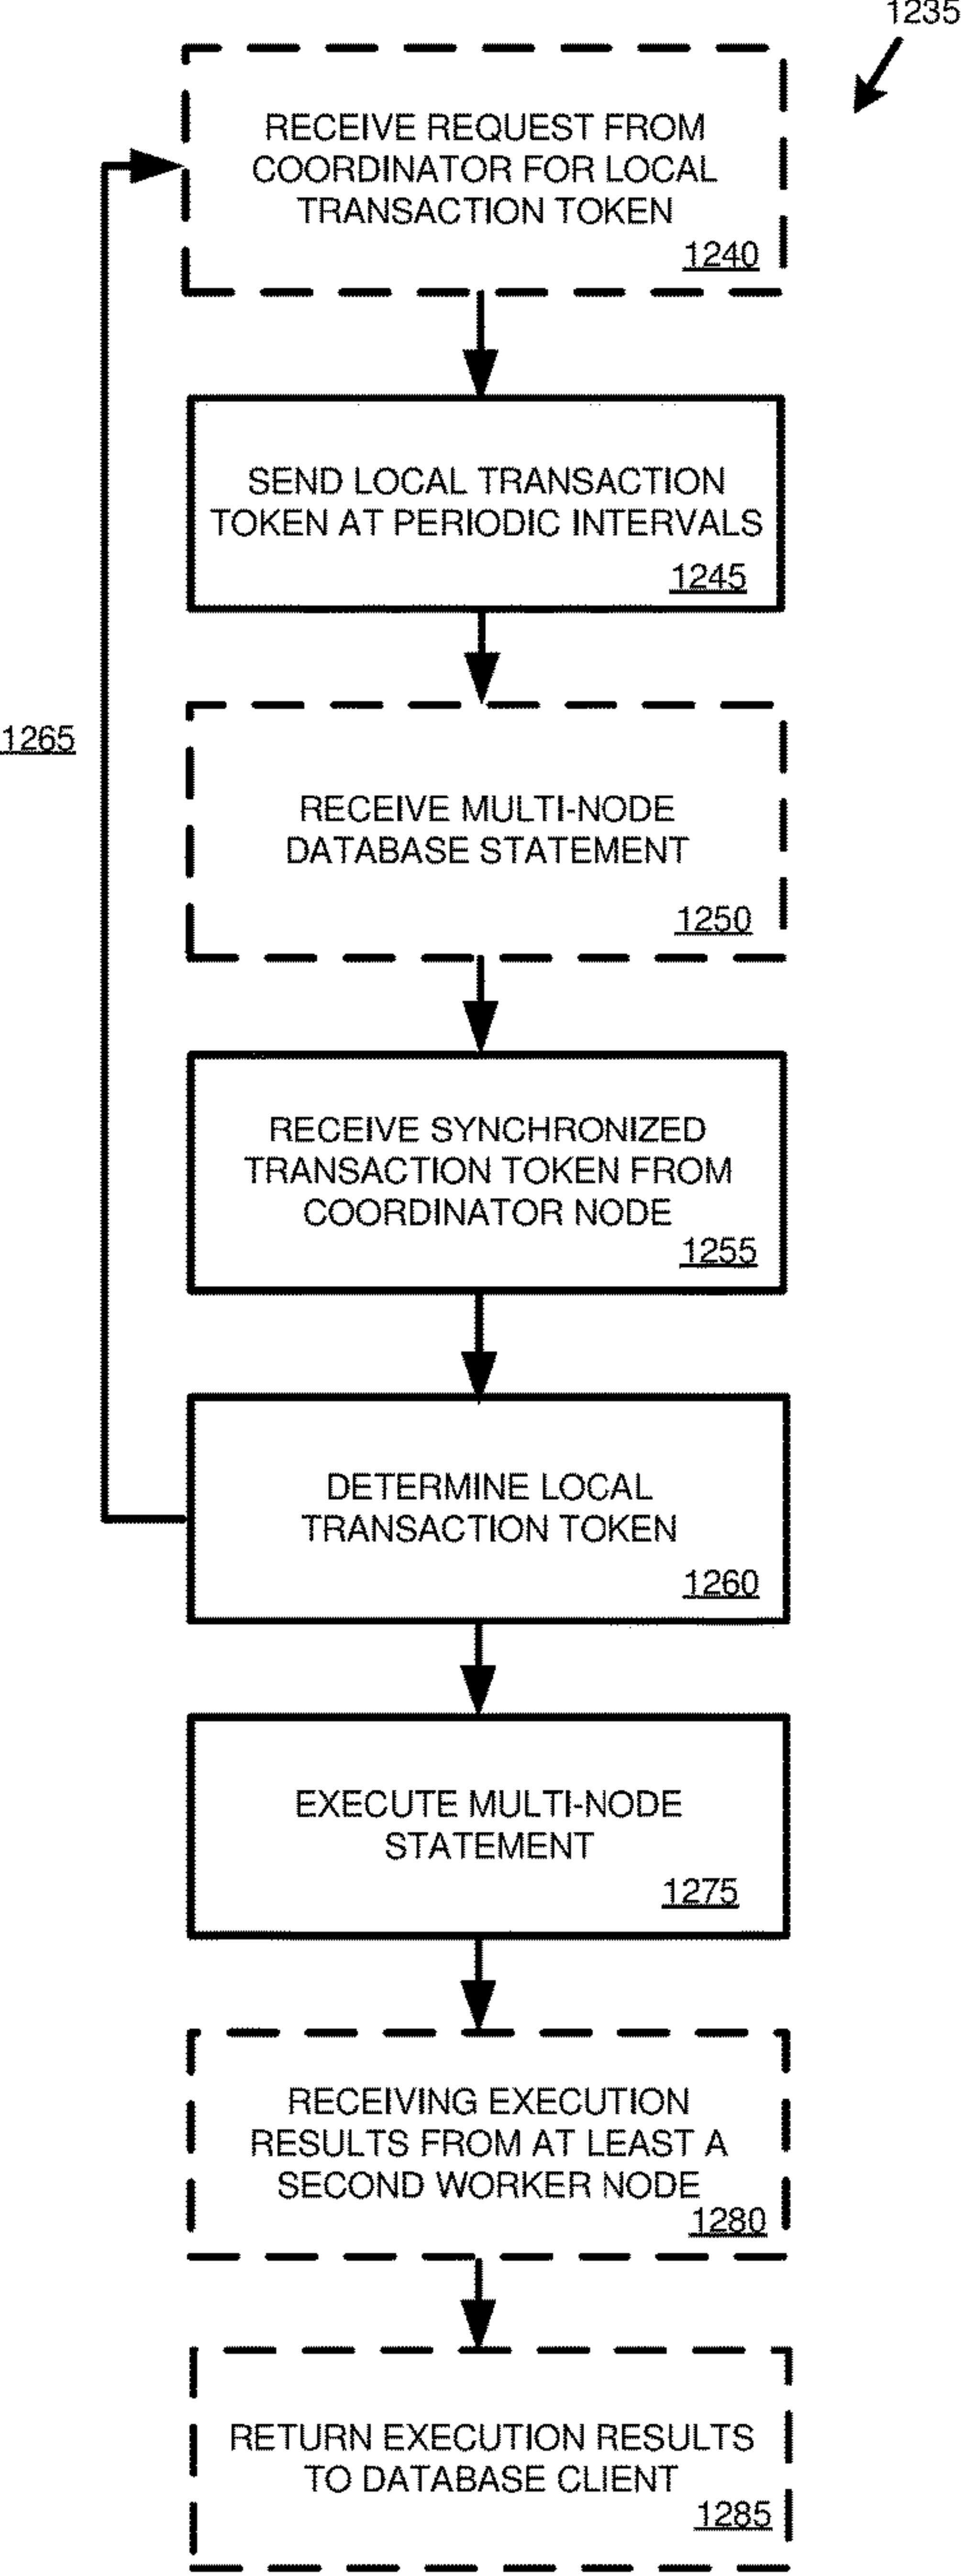 1235
RECEIVE REQUEST FROM
COORDINATOR FOR LOCAL
TRANSACTION TOKEN
1240
SEND LOCAL TRANSACTION
TOKEN AT PERIODIC INTERVALS
1245
1265
RECEIVE MULTI-NODE
DATABASE STATEMENT
1250
RECEIVE SYNCHRONIZED
TRANSACTION TOKEN FROM
COORDINATOR NODE
1255
DETERMINE LOCAL
TRANSACTION TOKEN
1260
EXECUTE MULTI-NODE
STATEMENT
1275
RECEIVING EXECUTION
RESULTS FROM AT LEAST A
SECOND WORKER NODE
1280
RETURN EXECUTION RESULTS
TO DATABASE CLIENT
1285